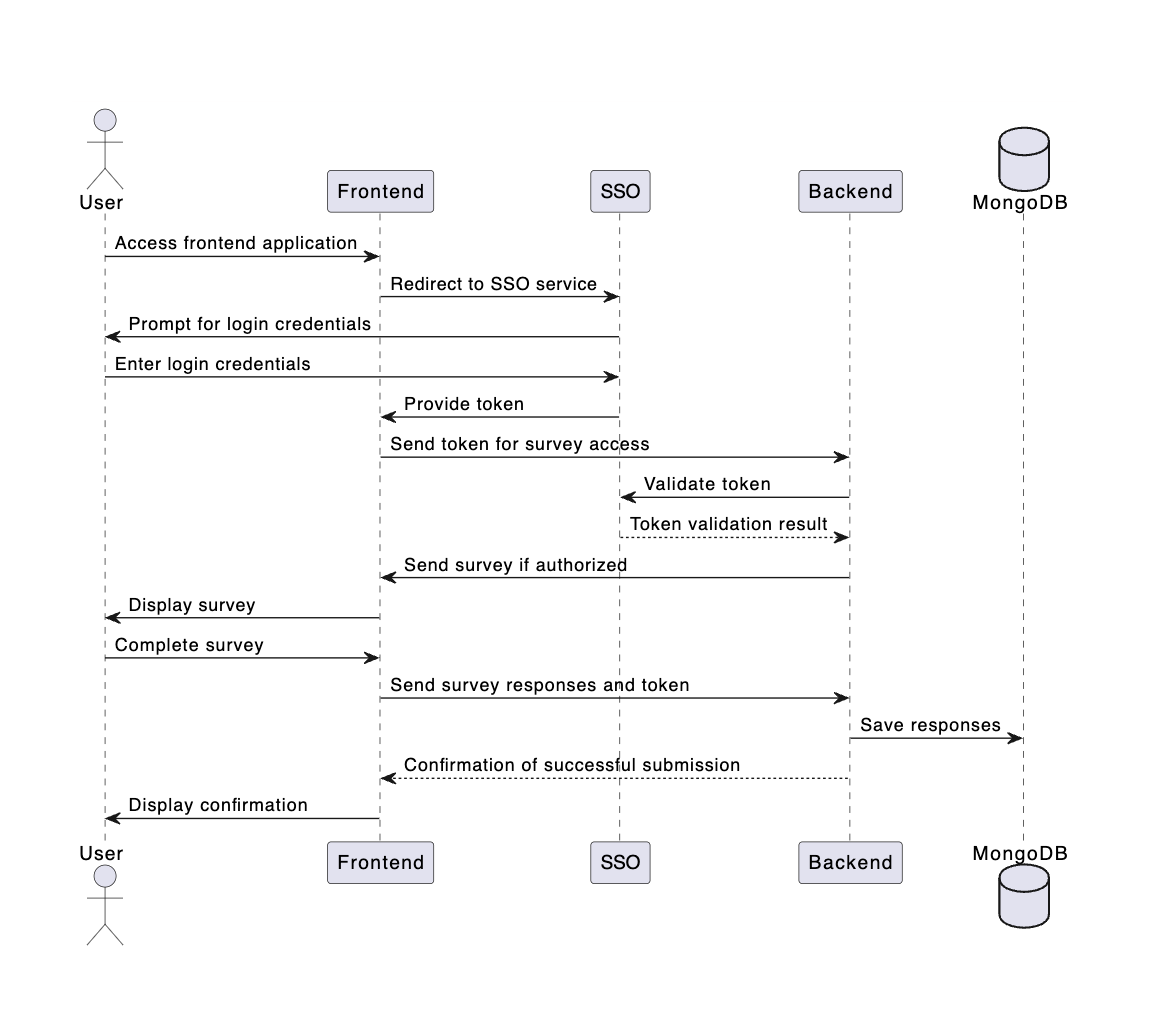 User
Frontend
SSO
Backend
MongoDB
Access frontend application
Redirect to SSO service
Prompt for login credentials
Enter login credentials
Provide token
Send token for survey access
Validate token
Token validation result
Send survey if authorized
Display survey
Complete survey
Send survey responses and token
Save responses
Confirmation of successful submission
Display confirmation
User
Frontend
SSO
Backend
MongoDB